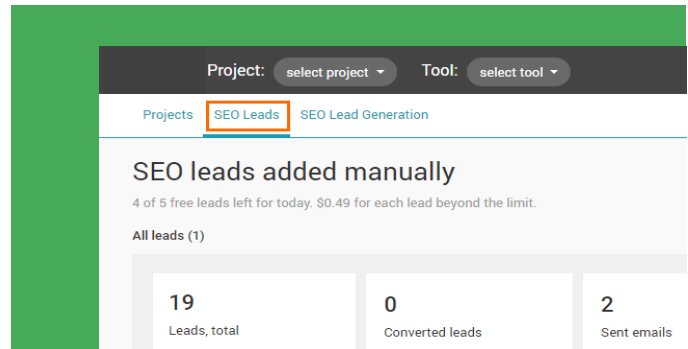 Project: select project Tool: select tool
Projects SEO Leads SEO Lead Generation
SEO leads added manually
4 of 5 free leads left for today. $0.49 for each lead beyond the limit.
All leads (1)
19 0 2
Leads, total Converted leads Sent emails